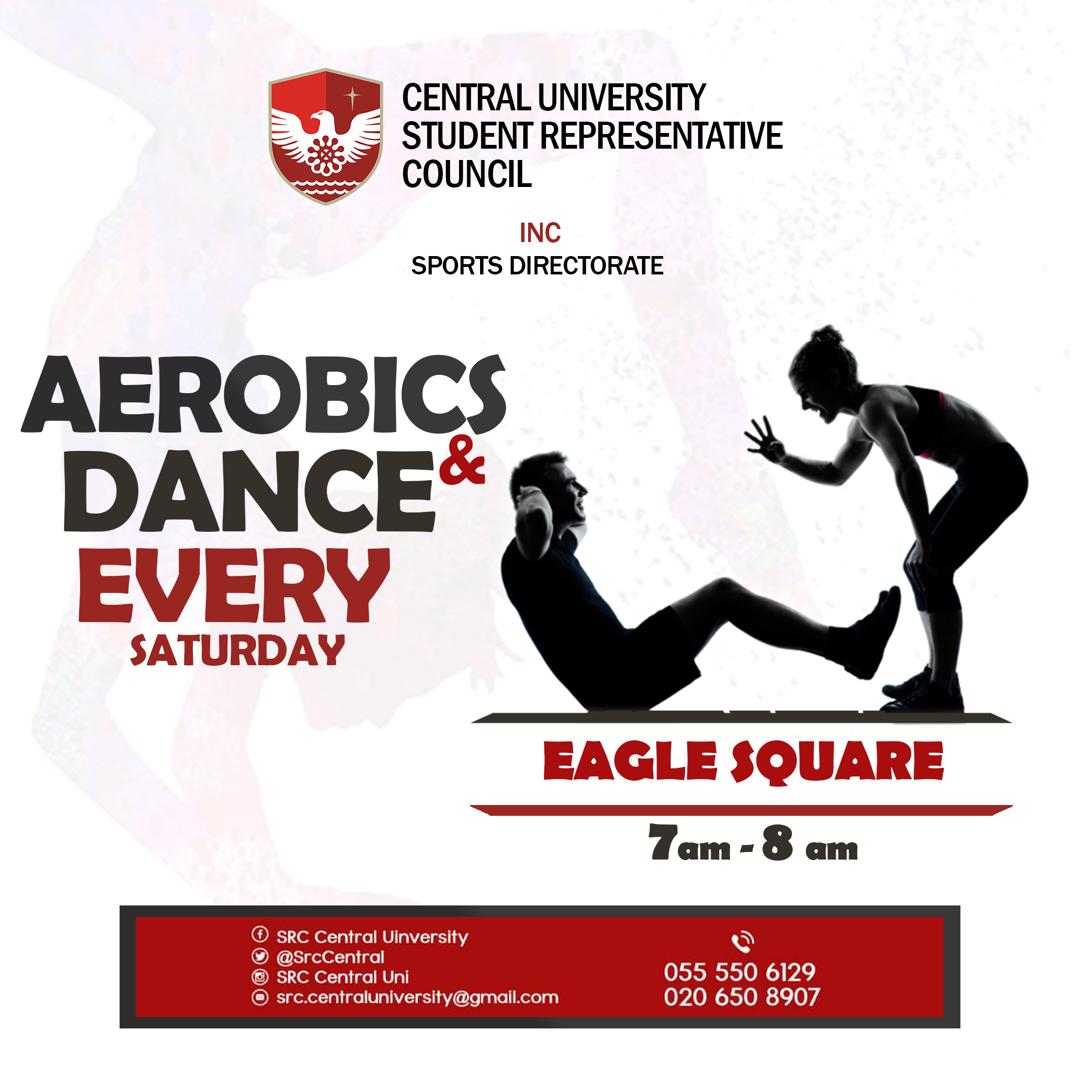 CENTRAL UNIVERSITY
STUDENT REPRESENTATIVE
COUNCIL
INC
SPORTS DIRECTORATE
AEROBICS
&
DANCE
EVERY
SATURDAY
EAGLE SQUARE
7am - 8 am
SRC Central Uinversity
@SrcCentral
SRC Central Uni
src.centraluniversity@gmail.com
055 550 6129
020 650 8907